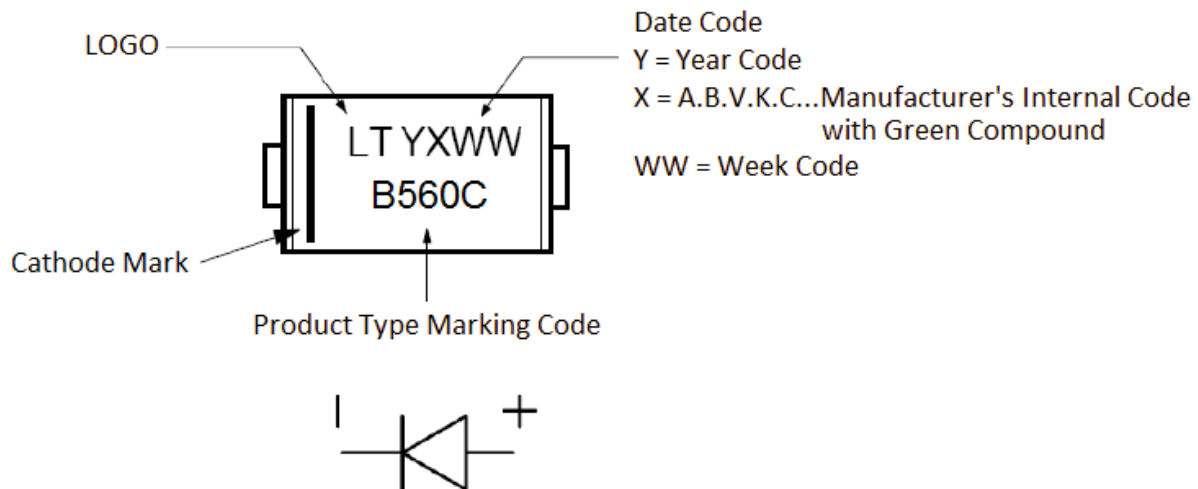 LOGO
Date Code
Y = Year Code
X = A.B.V.K.C...Manufacturer's Internal Code
with Green Compound
WW = Week Code
LT YXWW
B560C
Cathode Mark
Product Type Marking Code
| +